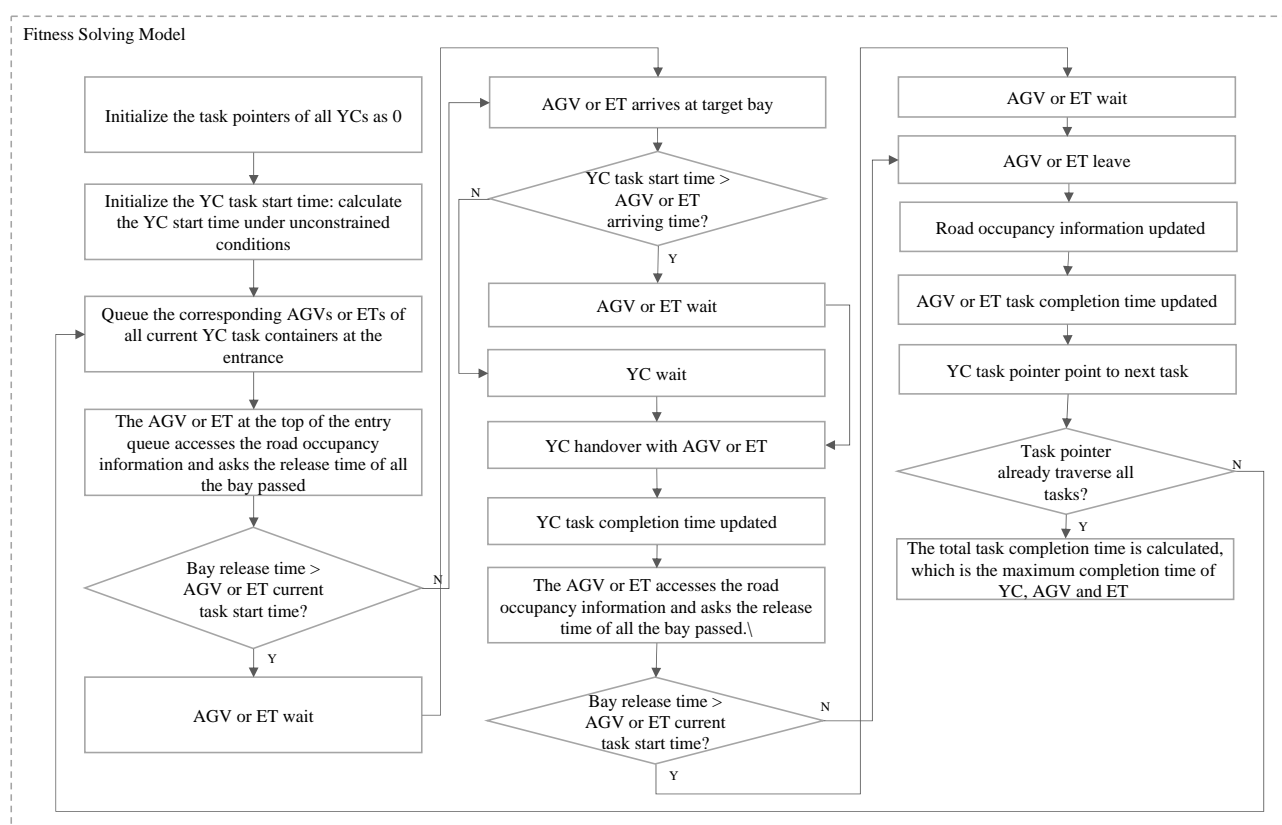 Fitness Solving Model
Initialize the task pointers of all YCs as 0
Initialize the YC task start time: calculate
the YC start time under unconstrained
conditions
Queue the corresponding AGVs or ETs of
all current YC task containers at the
entrance
The AGV or ET at the top of the entry
queue accesses the road occupancy
information and asks the release time of all
the bay passed
Bay release time >
AGV or ET current
task start time?
N
Y
AGV or ET wait
AGV or ET arrives at target bay
YC task start time >
AGV or ET
arriving time?
N
Y
AGV or ET wait
YC wait
YC handover with AGV or ET
YC task completion time updated
The AGV or ET accesses the road
occupancy information and asks the release
time of all the bay passed.\
Bay release time >
AGV or ET current
task start time?
N
Y
AGV or ET wait
AGV or ET leave
Road occupancy information updated
AGV or ET task completion time updated
YC task pointer point to next task
Task pointer
already traverse all
tasks?
N
Y
The total task completion time is calculated,
which is the maximum completion time of
YC, AGV and ET